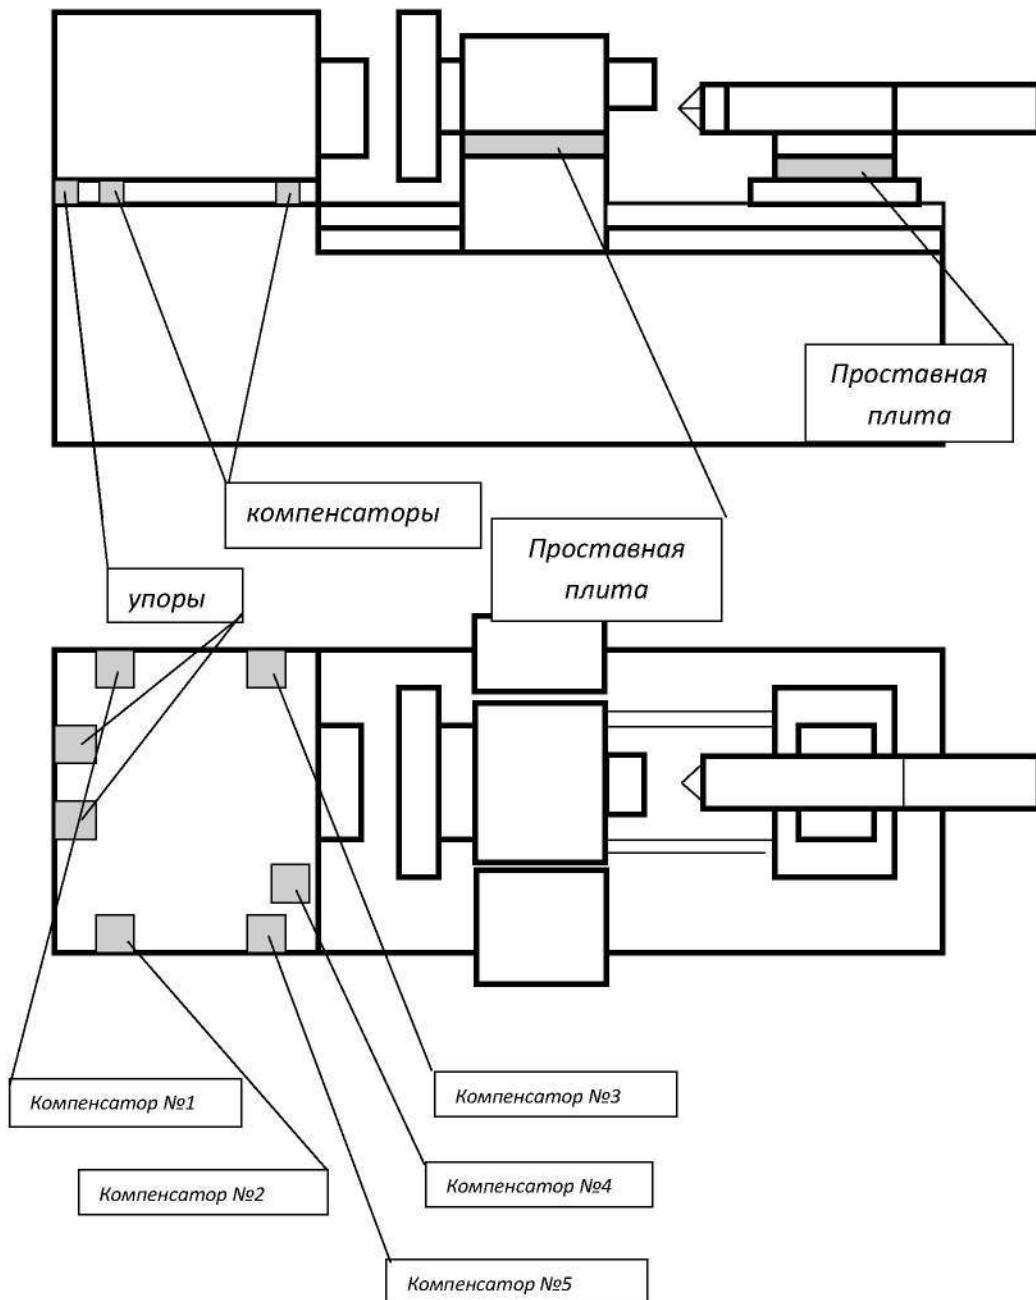 Проставная
плита
компенсаторы
Проставная
плита
упоры
Компенсатор №1
Компенсатор №3
Компенсатор №2
Компенсатор №4
Компенсатор №5